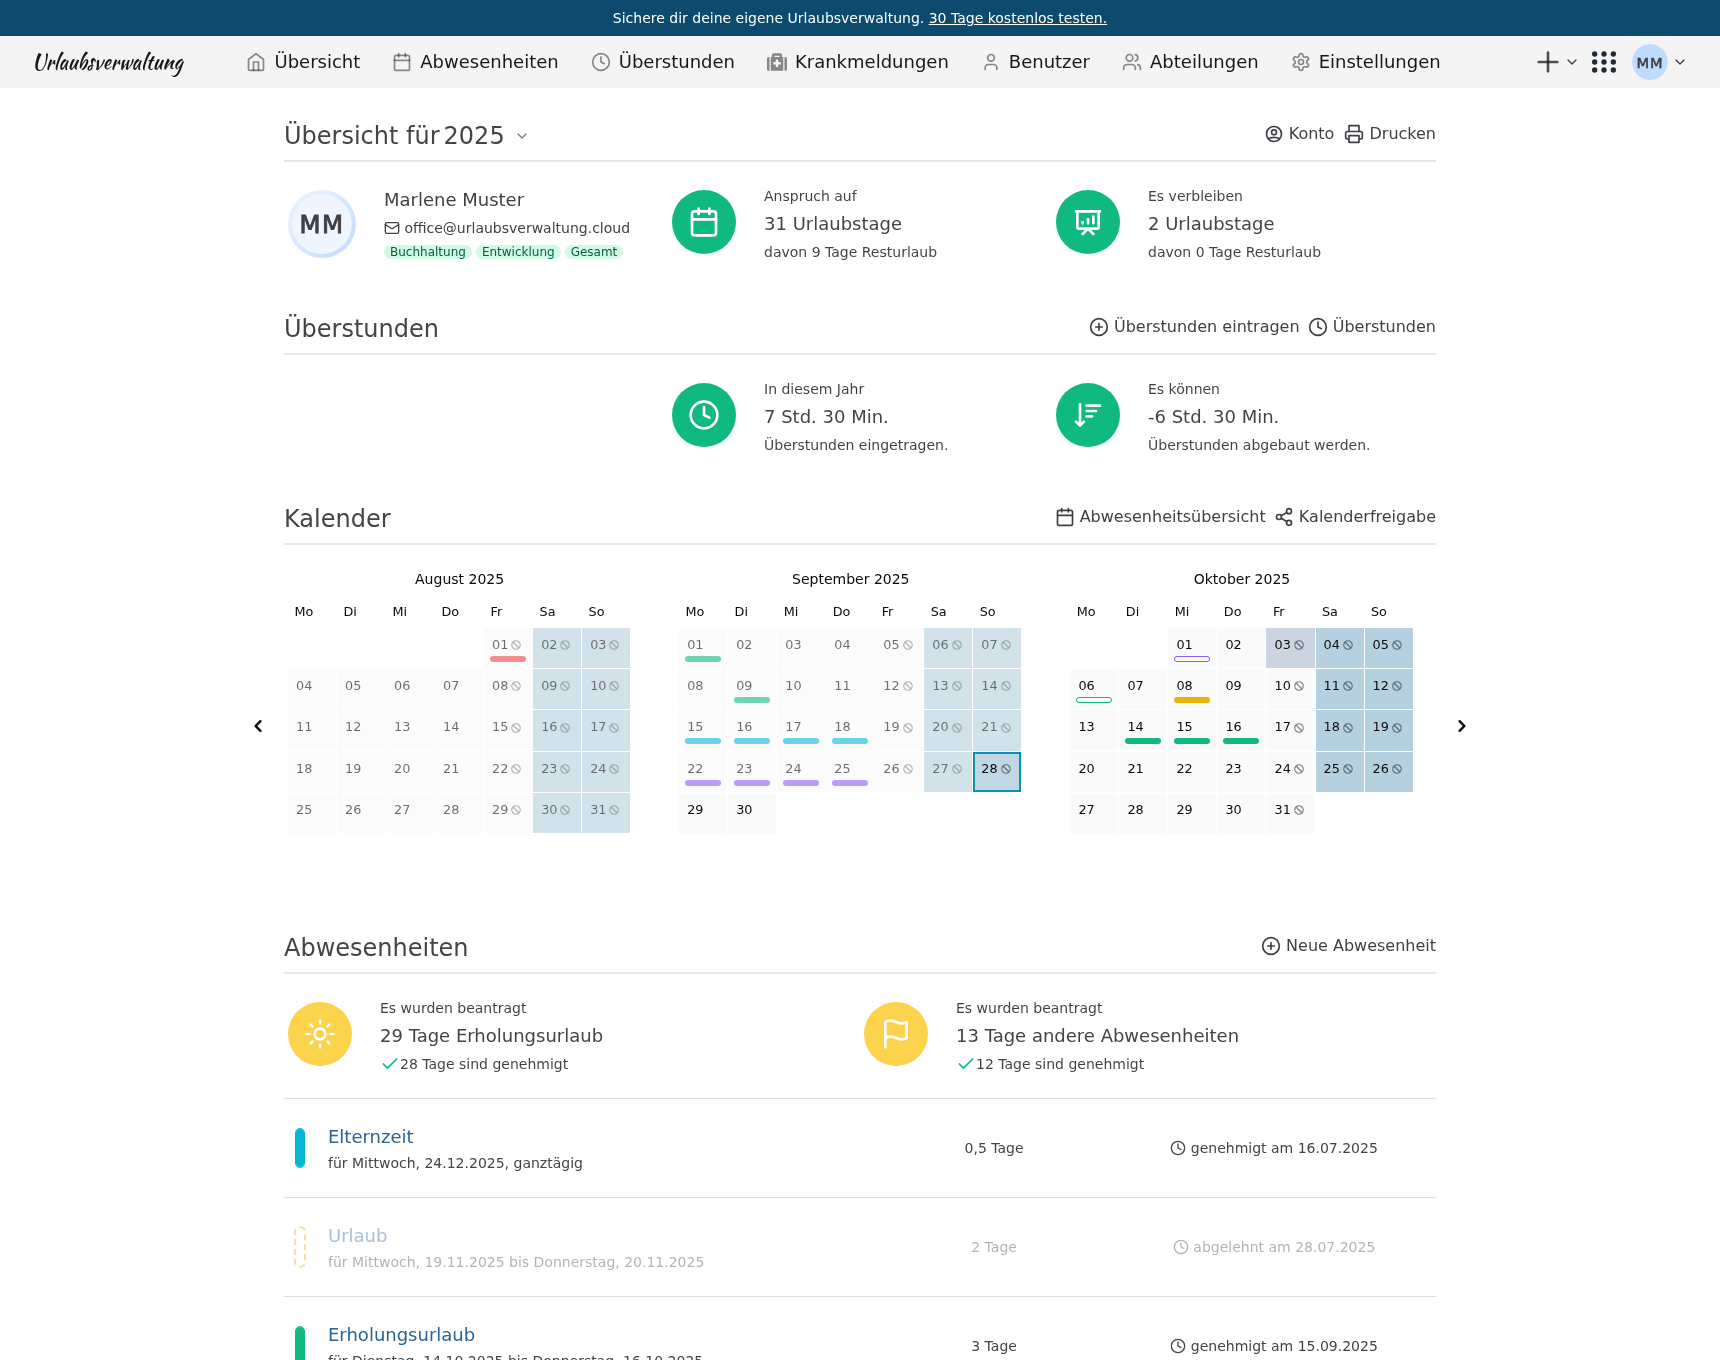 Sichere dir deine eigene Urlaubsverwaltung. 30 Tage kostenlos testen.
Urlaubsverwaltung Übersicht Abwesenheiten Überstunden Krankmeldungen Benutzer Abteilungen Einstellungen MM
Übersicht für 2025 Konto Drucken
MM
Marlene Muster
office@urlaubsverwaltung.cloud
Buchhaltung Entwicklung Gesamt
Anspruch auf
31 Urlaubstage
davon 9 Tage Resturlaub
Es verbleiben
2 Urlaubstage
davon 0 Tage Resturlaub
Überstunden Überstunden eintragen Überstunden
In diesem Jahr
7 Std. 30 Min.
Überstunden eingetragen.
Es können
-6 Std. 30 Min.
Überstunden abgebaut werden.
Kalender Abwesenheitsübersicht Kalenderfreigabe
August 2025
Mo Di Mi Do Fr Sa So
01 02 03
04 05 06 07 08 09 10
11 12 13 14 15 16 17
18 19 20 21 22 23 24
25 26 27 28 29 30 31
September 2025
Mo Di Mi Do Fr Sa So
01 02 03 04 05 06 07
08 09 10 11 12 13 14
15 16 17 18 19 20 21
22 23 24 25 26 27 28
29 30
Oktober 2025
Mo Di Mi Do Fr Sa So
01 02 03 04 05
06 07 08 09 10 11 12
13 14 15 16 17 18 19
20 21 22 23 24 25 26
27 28 29 30 31
Abwesenheiten Neue Abwesenheit
Es wurden beantragt
29 Tage Erholungsurlaub
28 Tage sind genehmigt
Es wurden beantragt
13 Tage andere Abwesenheiten
12 Tage sind genehmigt
Elternzeit
für Mittwoch, 24.12.2025, ganztägig
0,5 Tage
genehmigt am 16.07.2025
Urlaub
für Mittwoch, 19.11.2025 bis Donnerstag, 20.11.2025
2 Tage
abgelehnt am 28.07.2025
Erholungsurlaub
für Dienstag, 14.10.2025 bis Donnerstag, 16.10.2025
3 Tage
genehmigt am 15.09.2025